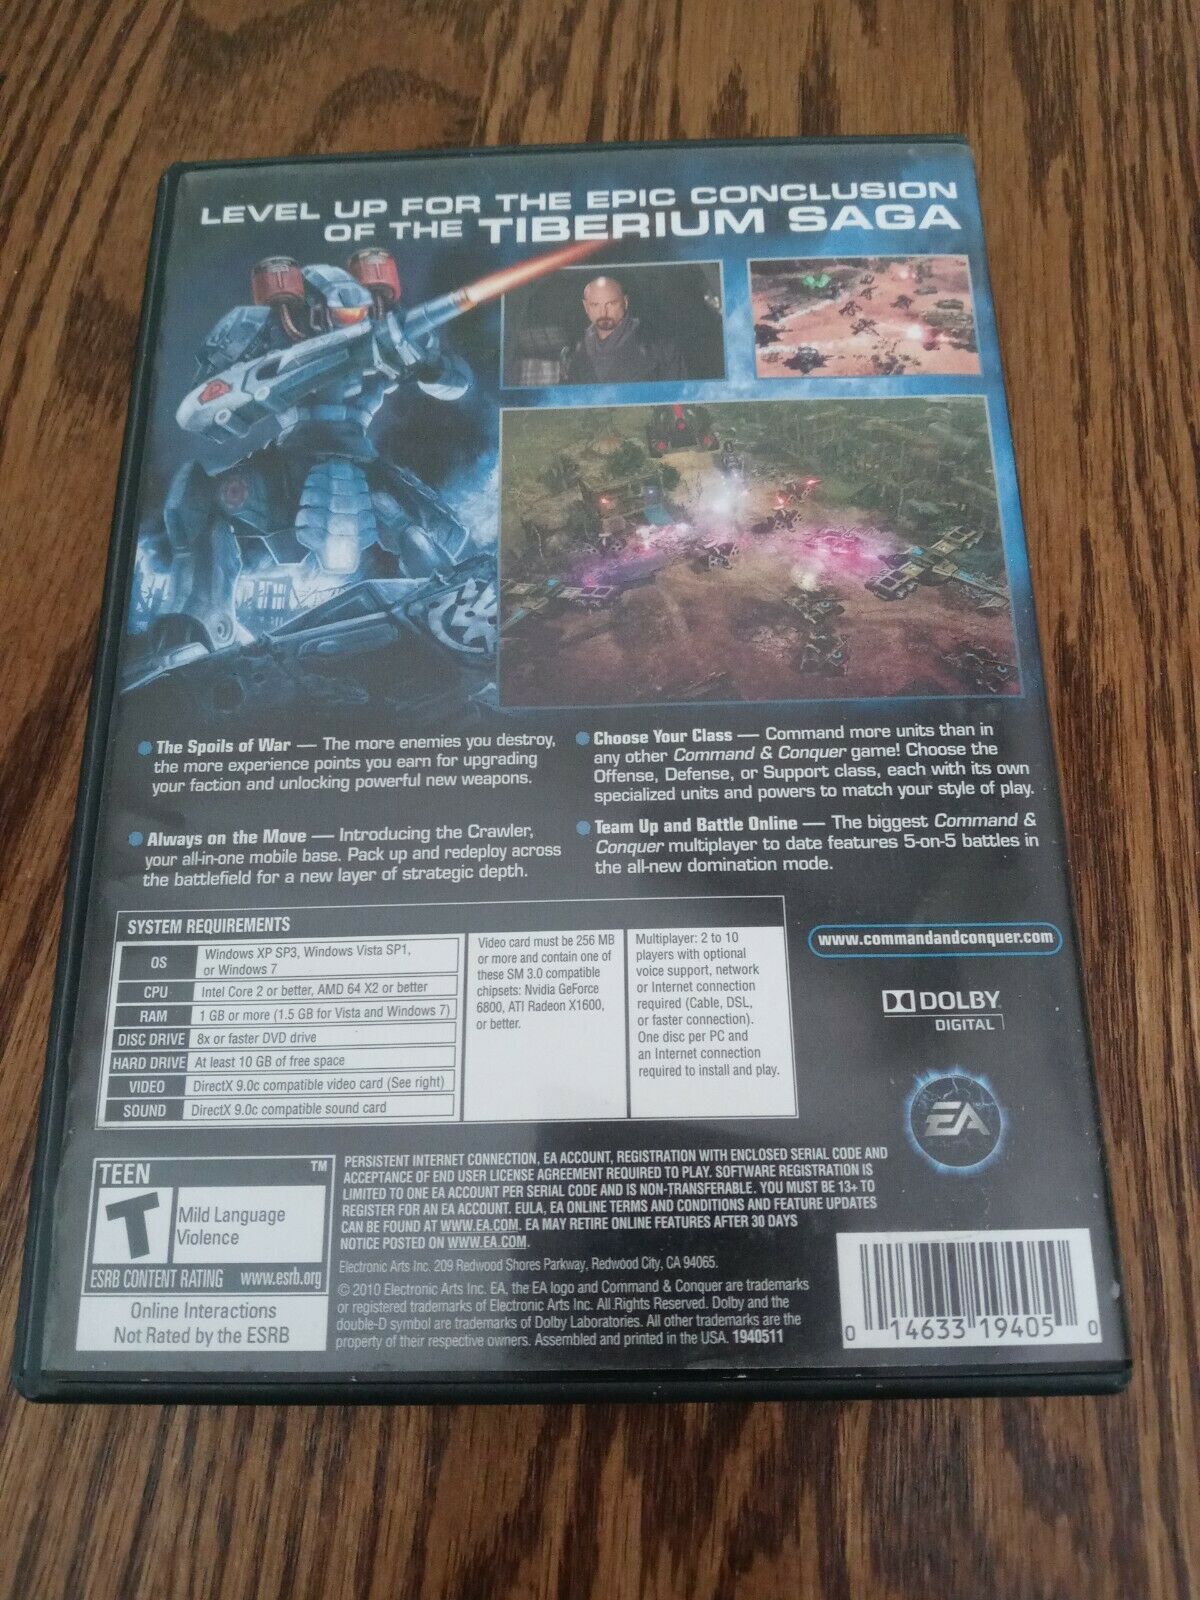 LEVEL UP FOR THE EPIC CONCLUSION
OF THE TIBERIUM SAGA
The Spoils of War — The more enemies you destroy,
the more experience points you earn for upgrading
your faction and unlocking powerful new weapons.
Always on the Move — Introducing the Crawler,
your all-in-one mobile base. Pack up and redeploy across
the battlefield for a new layer of strategic depth.
Choose Your Class — Command more units than in
any other Command & Conquer game! Choose the
Offense, Defense, or Support class, each with its own
specialized units and powers to match your style of play.
Team Up and Battle Online — The biggest Command &
Conquer multiplayer to date features 5-on-5 battles in
the all-new domination mode.
SYSTEM REQUIREMENTS
OS Windows XP SP3, Windows Vista SP1,
or Windows 7
CPU Intel Core 2 or better, AMD 64 X2 or better
RAM 1 GB or more (1.5 GB for Vista and Windows 7)
DISC DRIVE 8x or faster DVD drive
HARD DRIVE At least 10 GB of free space
VIDEO DirectX 9.0c compatible video card (See right)
SOUND DirectX 9.0c compatible sound card
Video card must be 256 MB
or more and contain one of
these SM 3.0 compatible
chipsets: Nvidia GeForce
6800, ATI Radeon X1600,
or better.
Multiplayer: 2 to 10
players with optional
voice support, network
or Internet connection
required (Cable, DSL,
or faster connection).
One disc per PC and
an Internet connection
required to install and play.
www.commandandconquer.com
DOLBY
DIGITAL
EA
TEEN TM
T
Mild Language
Violence
ESRB CONTENT RATING www.esrb.org
Online Interactions
Not Rated by the ESRB
PERSISTENT INTERNET CONNECTION, EA ACCOUNT, REGISTRATION WITH ENCLOSED SERIAL CODE AND
ACCEPTANCE OF END USER LICENSE AGREEMENT REQUIRED TO PLAY. SOFTWARE REGISTRATION IS
LIMITED TO ONE EA ACCOUNT PER SERIAL CODE AND IS NON-TRANSFERABLE. YOU MUST BE 13+ TO
REGISTER FOR AN EA ACCOUNT. EULA, EA ONLINE TERMS AND CONDITIONS AND FEATURE UPDATES
CAN BE FOUND AT WWW.EA.COM. EA MAY RETIRE ONLINE FEATURES AFTER 30 DAYS
NOTICE POSTED ON WWW.EA.COM.
Electronic Arts Inc. 209 Redwood Shores Parkway, Redwood City, CA 94065.
© 2010 Electronic Arts Inc. EA, the EA logo and Command & Conquer are trademarks
or registered trademarks of Electronic Arts Inc. All Rights Reserved. Dolby and the
double-D symbol are trademarks of Dolby Laboratories. All other trademarks are the
property of their respective owners. Assembled and printed in the USA. 1940511
0 14633 19405 0